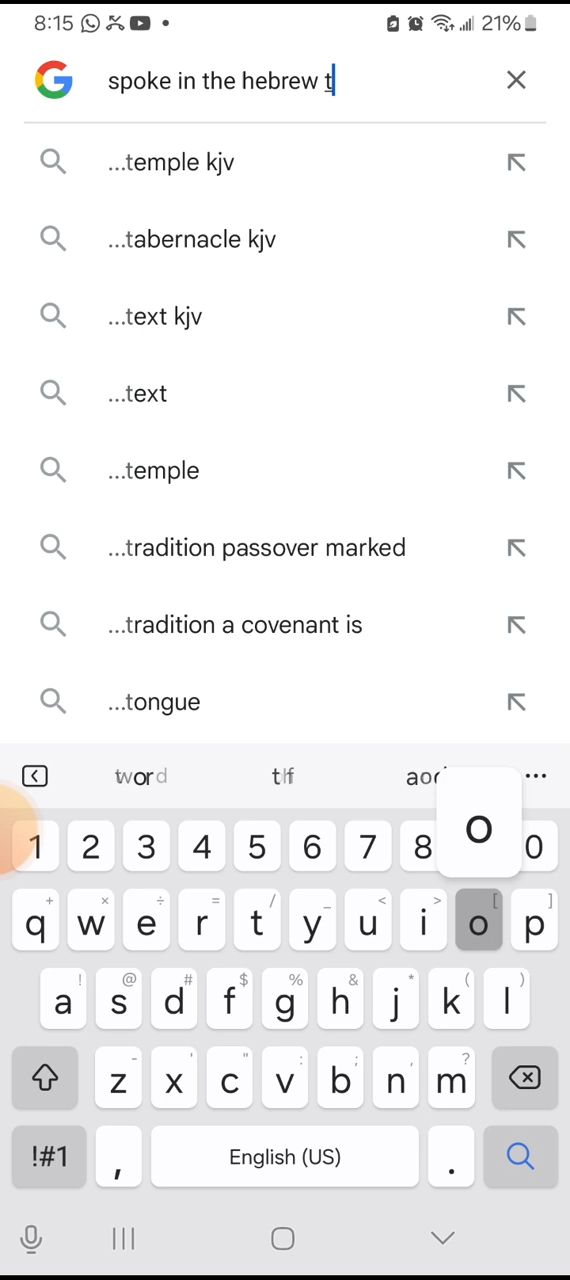 8:15 21%
spoke in the hebrew t
...temple kjv
...tabernacle kjv
...text kjv
...text
...temple
...tradition passover marked
...tradition a covenant is
...tongue
word
o
1 2 3 4 5 6 7 8 0
+ × ÷ = / _ < > [ ]
q w e r t y u i o p
! @ # $ % & * ( )
a s d f g h j k l
- ' " : ; , ?
z x c v b n m
!#1 , English (US) .